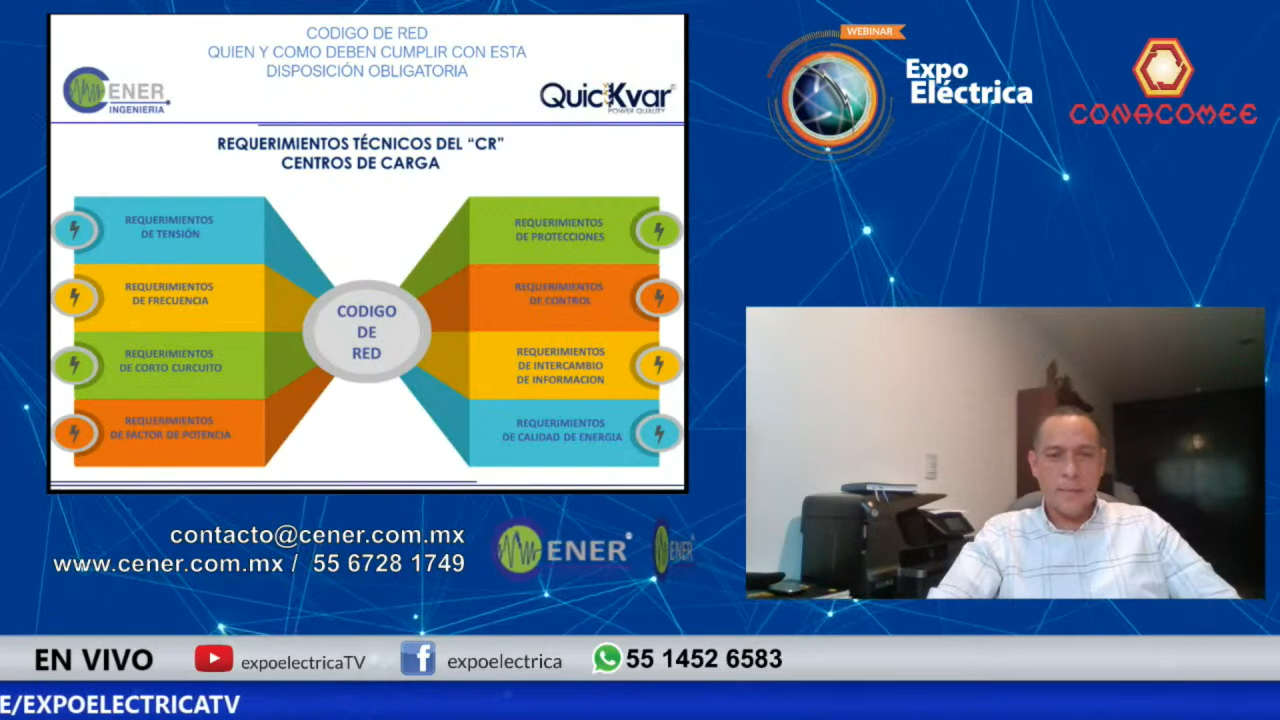 CODIGO DE RED
QUIEN Y COMO DEBEN CUMPLIR CON ESTA
DISPOSICIÓN OBLIGATORIA
CENER
INGENIERIA
QuicKvar
POWER QUALITY
REQUERIMIENTOS TÉCNICOS DEL “CR”
CENTROS DE CARGA
REQUERIMIENTOS
DE TENSIÓN
REQUERIMIENTOS
DE FRECUENCIA
REQUERIMIENTOS
DE CORTO CURCUITO
REQUERIMIENTOS
DE FACTOR DE POTENCIA
CODIGO
DE
RED
REQUERIMIENTOS
DE PROTECCIONES
REQUERIMIENTOS
DE CONTROL
REQUERIMIENTOS
DE INTERCAMBIO
DE INFORMACION
REQUERIMIENTOS
DE CALIDAD DE ENERGIA
WEBINAR
Expo
Eléctrica
CONACOMEE
contacto@cener.com.mx
www.cener.com.mx / 55 6728 1749
CENER
CENER
EN VIVO
expoelectricaTV
expoelectrica
55 1452 6583
E/EXPOELECTRICATV